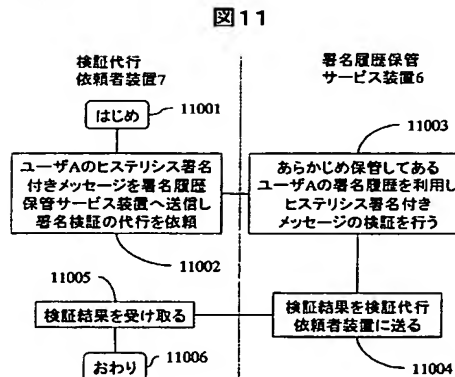 図11
検証代行
依頼者装置7
署名履歴保管
サービス装置6
はじめ
11001
11003
ユーザAのヒステリシス署名
付きメッセージを署名履歴
保管サービス装置へ送信し
署名検証の代行を依頼
あらかじめ保管してある
ユーザAの署名履歴を利用し
ヒステリシス署名付き
メッセージの検証を行う
11002
11005
検証結果を受け取る
検証結果を検証代行
依頼者装置に送る
11006
おわり
11004